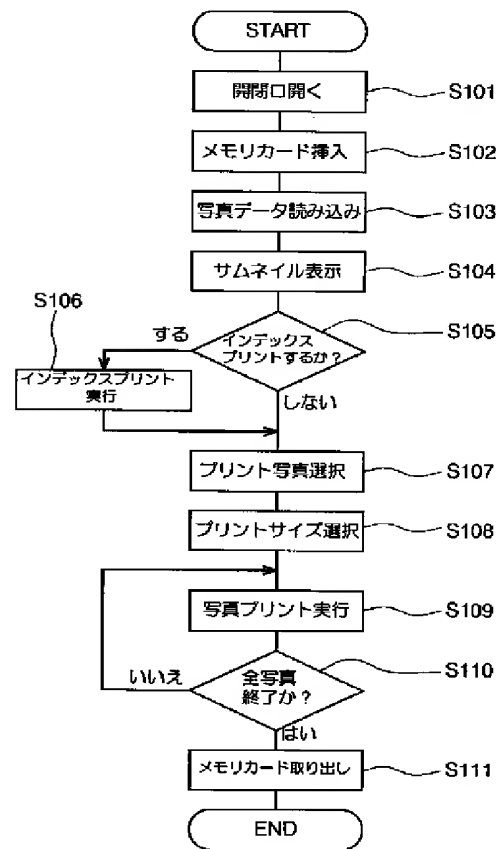 START
開閉口開く
S101
メモリカード挿入
S102
写真データ読み込み
S103
サムネイル表示
S104
S106
する
インデックス
プリントするか？
S105
インデックスプリント
実行
しない
プリント写真選択
S107
プリントサイズ選択
S108
写真プリント実行
S109
いいえ
全写真
終了か？
S110
はい
メモリカード取り出し
S111
END